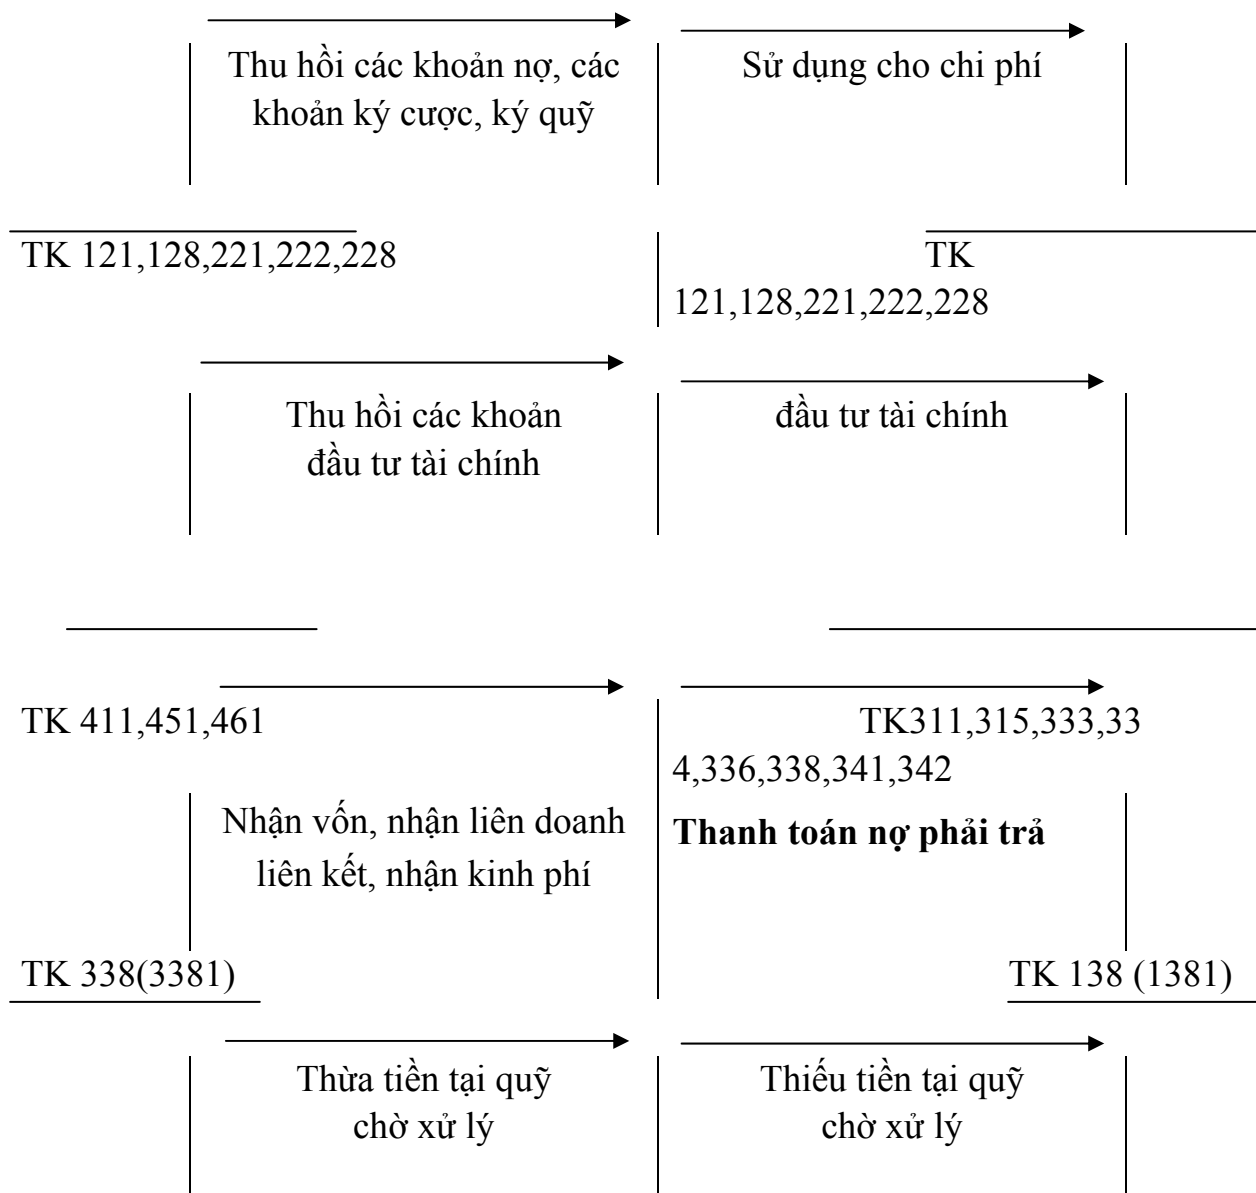 Thu hồi các khoản nợ, các
khoản ký cược, ký quỹ
Sử dụng cho chi phí
TK 121,128,221,222,228
TK
121,128,221,222,228
Thu hồi các khoản
đầu tư tài chính
đầu tư tài chính
TK 411,451,461
TK311,315,333,33
4,336,338,341,342
Nhận vốn, nhận liên doanh
liên kết, nhận kinh phí
Thanh toán nợ phải trả
TK 338(3381)
TK 138 (1381)
Thừa tiền tại quỹ
chờ xử lý
Thiếu tiền tại quỹ
chờ xử lý